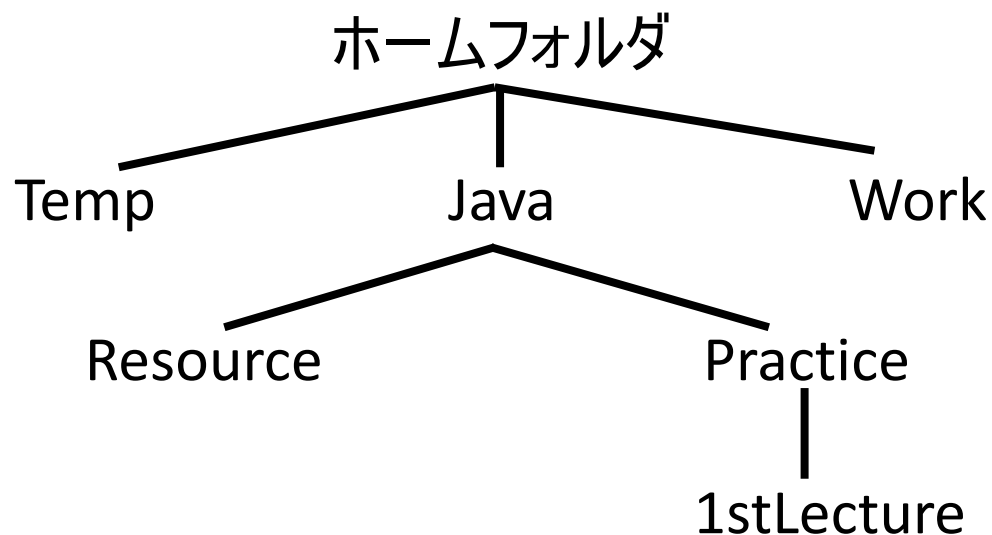 ホームフォルダ
Temp Java Work
Resource Practice
1stLecture